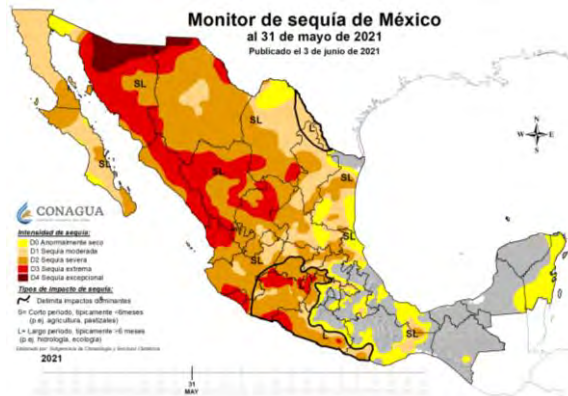 Monitor de sequía de México
al 31 de mayo de 2021
Publicado el 3 de junio de 2021
SL
SL
L
SL
SL
SL
SL
SL
L
SL
N
W E
S
CONAGUA
Intensidad de sequía:
D0 Anormalmente seco
D1 Sequía moderada
D2 Sequía severa
D3 Sequía extrema
D4 Sequía excepcional
Tipos de impacto de sequía:
Delimita impactos dominantes
S= Corto período, típicamente <6meses
(p.ej. agricultura, pastizales)
L= Largo período, típicamente >6 meses
(p.ej. hidrología, ecología)
2021
31
MAY